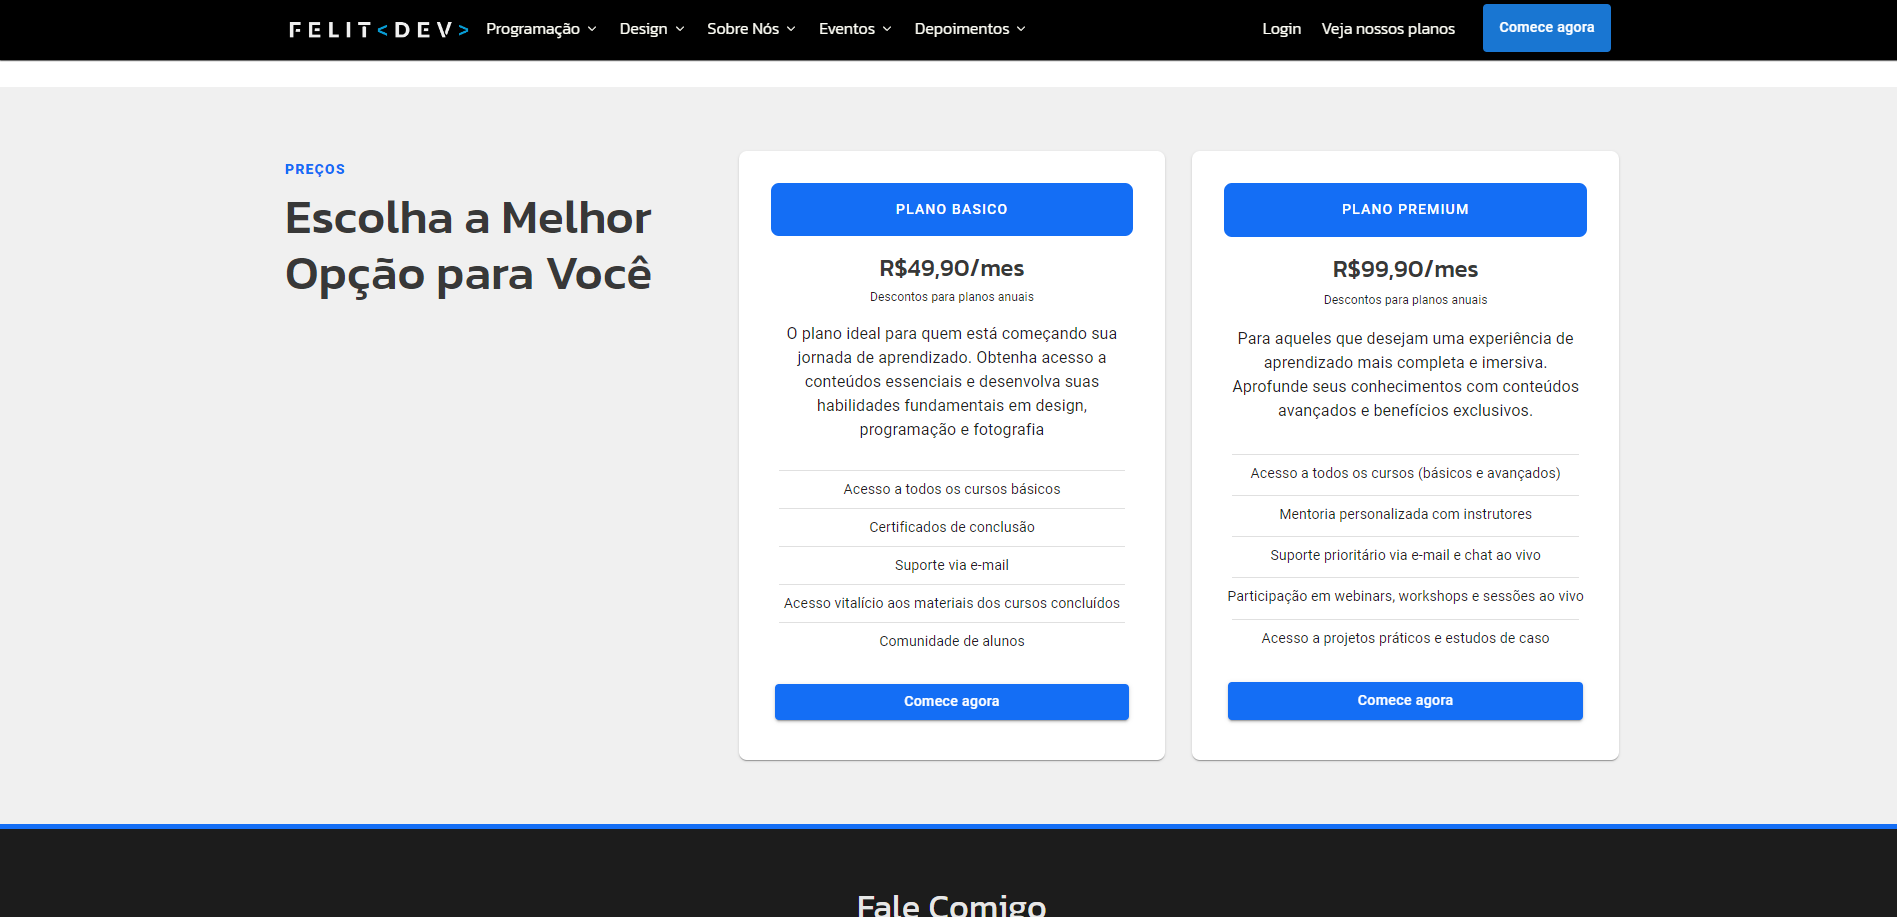 FELIT<DEV>
Programação
Design
Sobre Nós
Eventos
Depoimentos
Login
Veja nossos planos
Comece agora
PREÇOS
Escolha a Melhor
Opção para Você
PLANO BASICO
R$49,90/mes
Descontos para planos anuais
O plano ideal para quem está começando sua
jornada de aprendizado. Obtenha acesso a
conteúdos essenciais e desenvolva suas
habilidades fundamentais em design,
programação e fotografia
Acesso a todos os cursos básicos
Certificados de conclusão
Suporte via e-mail
Acesso vitalício aos materiais dos cursos concluídos
Comunidade de alunos
Comece agora
PLANO PREMIUM
R$99,90/mes
Descontos para planos anuais
Para aqueles que desejam uma experiência de
aprendizado mais completa e imersiva.
Aprofunde seus conhecimentos com conteúdos
avançados e benefícios exclusivos.
Acesso a todos os cursos (básicos e avançados)
Mentoria personalizada com instrutores
Suporte prioritário via e-mail e chat ao vivo
Participação em webinars, workshops e sessões ao vivo
Acesso a projetos práticos e estudos de caso
Comece agora
Fale Comigo